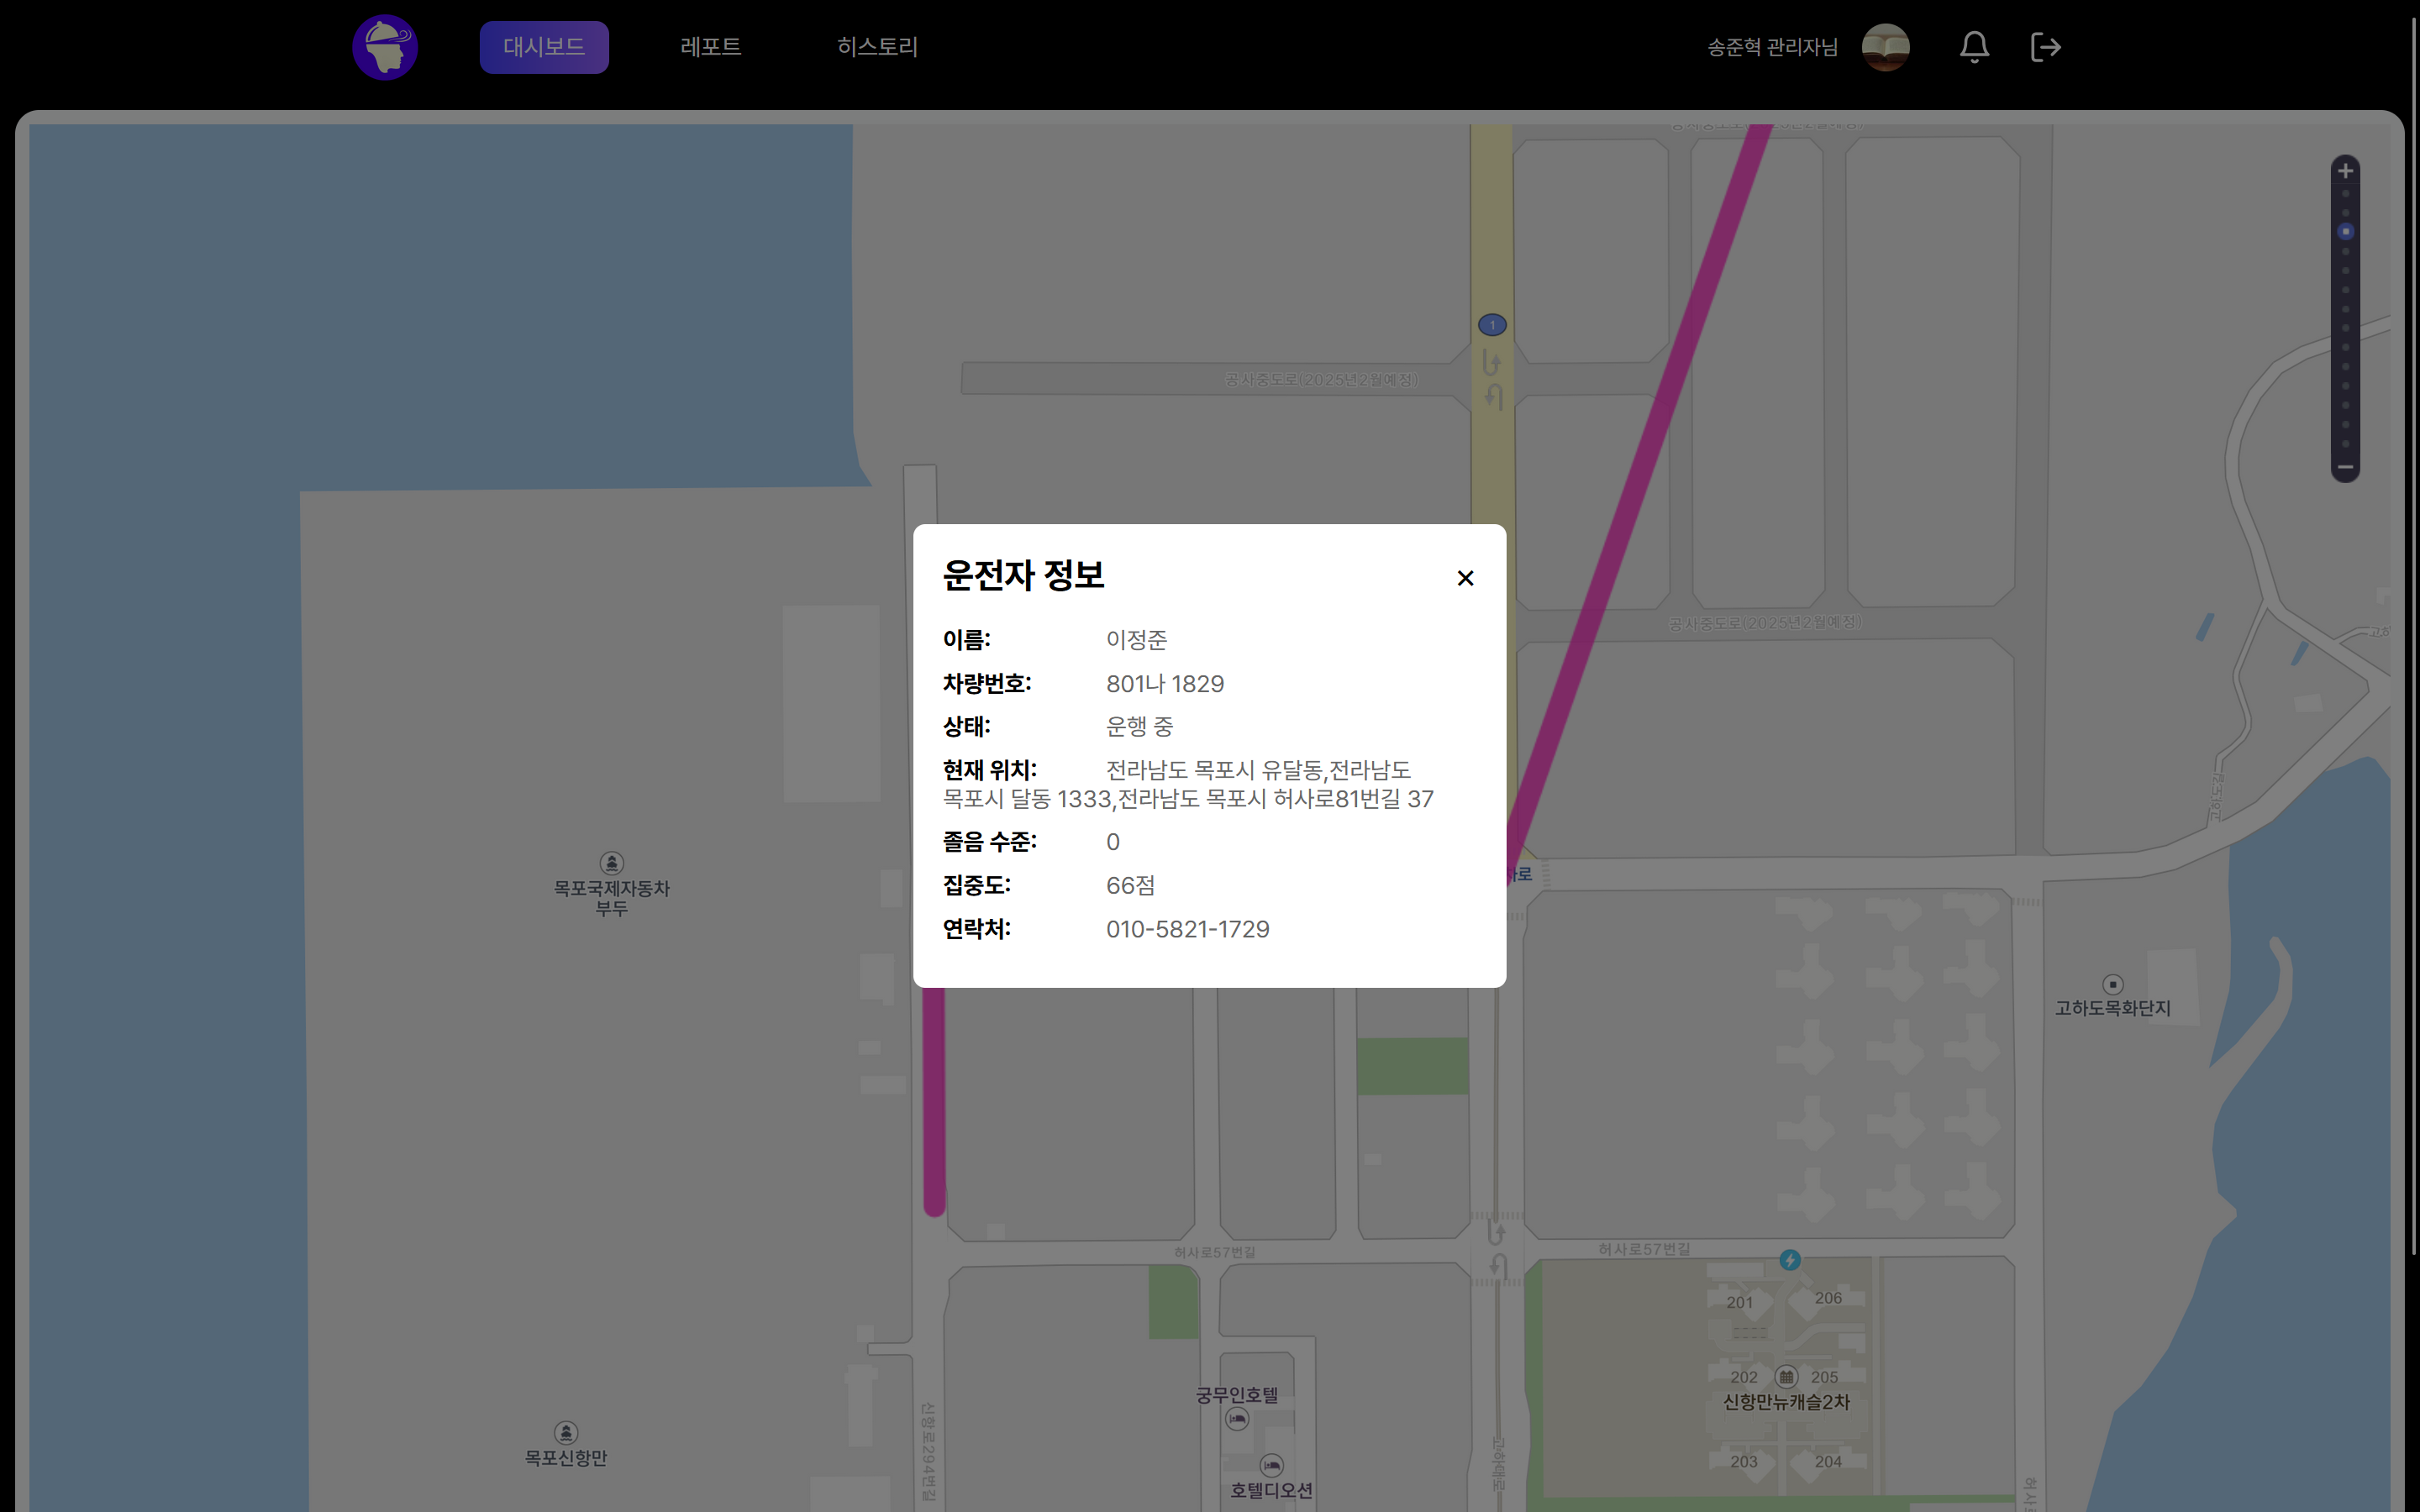 대시보드
레포트
히스토리
송준혁 관리자님
1
공사중도로(2025년2월예정)
운전자 정보
×
이름: 이정준
차량번호: 801나 1829
상태: 운행 중
현재 위치: 전라남도 목포시 유달동,전라남도
목포시 달동 1333,전라남도 목포시 허사로81번길 37
졸음 수준: 0
집중도: 66점
연락처: 010-5821-1729
공사중도로(2025년2월예정)
고하도길
목포국제자동차
부두
고하도목화단지
허사로57번길
허사로57번길
201
206
202
205
신항만뉴캐슬2차
203
204
궁무인호텔
호텔디오션
목포신항만
신항로294번길
고하대로